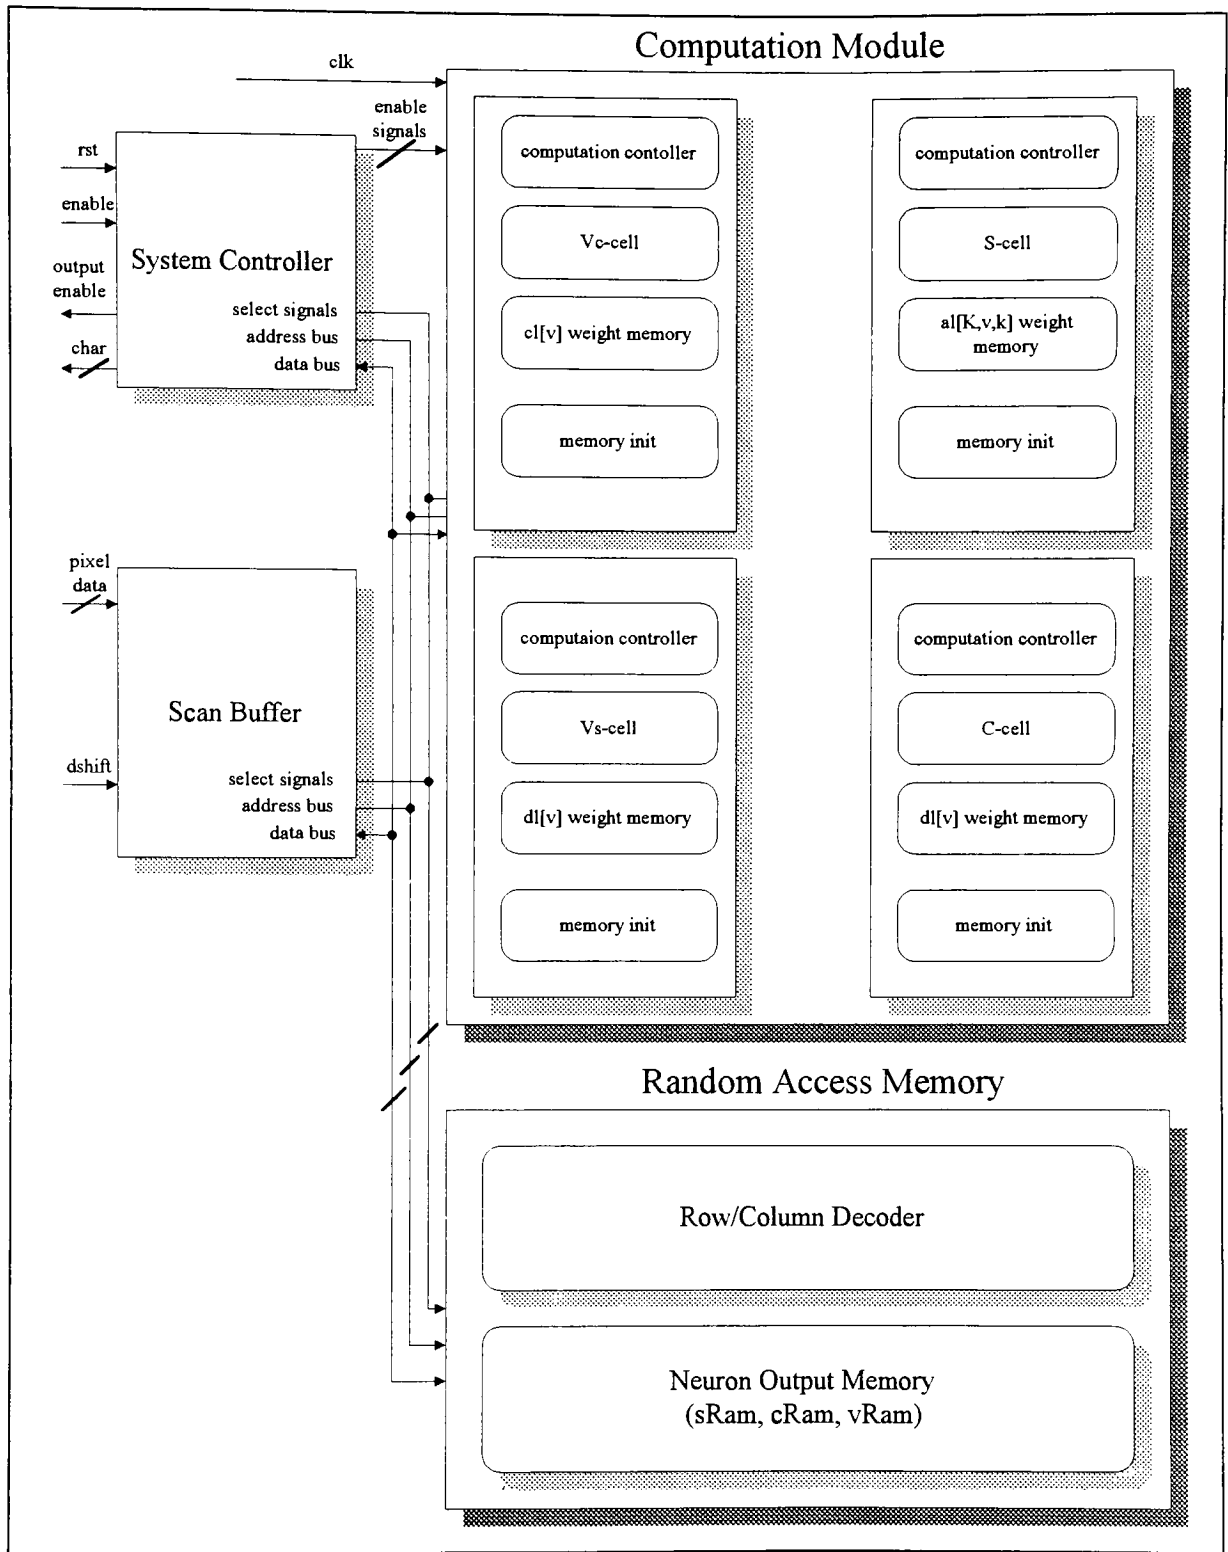 Computation Module
clk
enable
signals
rst
enable
output
enable
char
System Controller
select signals
address bus
data bus
computation contoller
Vc-cell
cl[v] weight memory
memory init
computation controller
S-cell
al[K,v,k] weight
memory
memory init
pixel
data
dshift
Scan Buffer
select signals
address bus
data bus
computaion controller
Vs-cell
dl[v] weight memory
memory init
computation controller
C-cell
dl[v] weight memory
memory init
Random Access Memory
Row/Column Decoder
Neuron Output Memory
(sRam, cRam, vRam)